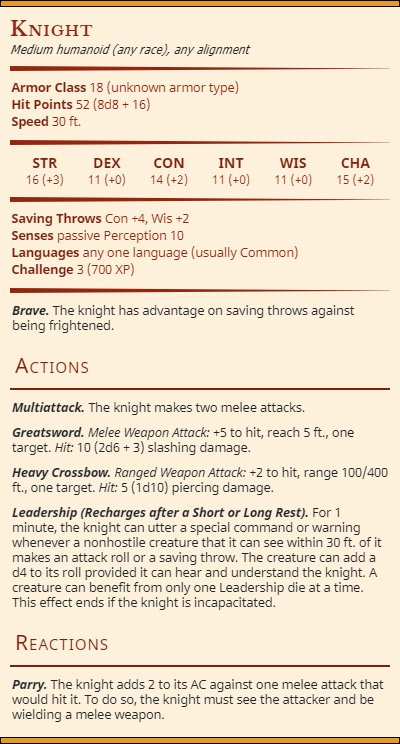 Knight
Medium humanoid (any race), any alignment
Armor Class 18 (unknown armor type)
Hit Points 52 (8d8 + 16)
Speed 30 ft.
STR DEX CON INT WIS CHA
16 (+3) 11 (+0) 14 (+2) 11 (+0) 11 (+0) 15 (+2)
Saving Throws Con +4, Wis +2
Senses passive Perception 10
Languages any one language (usually Common)
Challenge 3 (700 XP)
Brave. The knight has advantage on saving throws against
being frightened.
Actions
Multiattack. The knight makes two melee attacks.
Greatsword. Melee Weapon Attack: +5 to hit, reach 5 ft., one
target. Hit: 10 (2d6 + 3) slashing damage.
Heavy Crossbow. Ranged Weapon Attack: +2 to hit, range 100/400
ft., one target. Hit: 5 (1d10) piercing damage.
Leadership (Recharges after a Short or Long Rest). For 1
minute, the knight can utter a special command or warning
whenever a nonhostile creature that it can see within 30 ft. of it
makes an attack roll or a saving throw. The creature can add a
d4 to its roll provided it can hear and understand the knight. A
creature can benefit from only one Leadership die at a time.
This effect ends if the knight is incapacitated.
Reactions
Parry. The knight adds 2 to its AC against one melee attack that
would hit it. To do so, the knight must see the attacker and be
wielding a melee weapon.